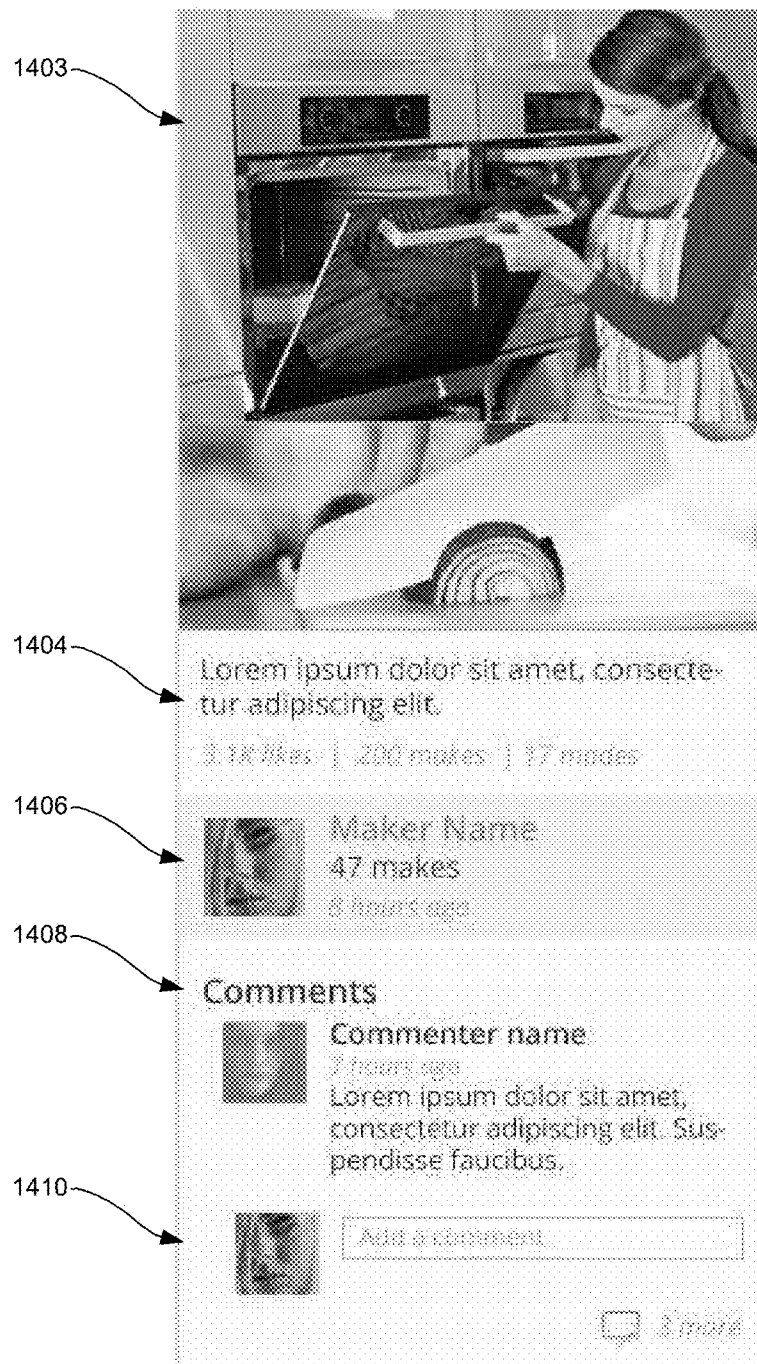 1403
1404
Lorem ipsum dolor sit amet, consecte-
tur adipiscing elit.
3.1K likes | 200 makes | 17 modes
1406
Maker Name
47 makes
8 hours ago
1408
Comments
Commenter name
7 hours ago
Lorem ipsum dolor sit amet,
consectetur adipiscing elit. Sus-
pendisse faucibus.
1410
Add a comment
more